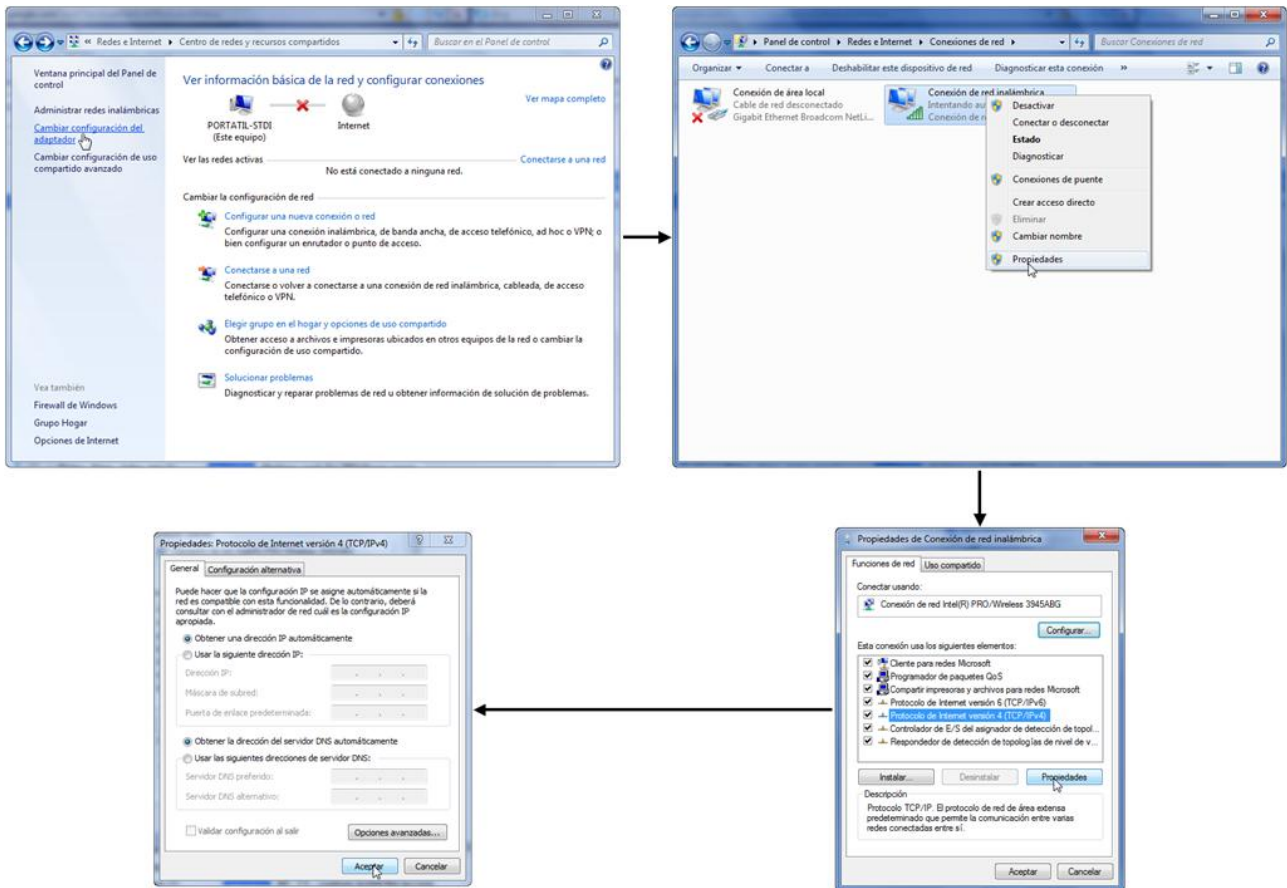 « Redes e Internet ▸ Centro de redes y recursos compartidos
Buscar en el Panel de control
Ventana principal del Panel de
control
Administrar redes inalámbricas
Cambiar configuración del
adaptador
Cambiar configuración de uso
compartido avanzado
Vea también
Firewall de Windows
Grupo Hogar
Opciones de Internet
Ver información básica de la red y configurar conexiones
Ver mapa completo
PORTATIL-STDI
(Este equipo)
Internet
Ver las redes activas
Conectarse a una red
No está conectado a ninguna red.
Cambiar la configuración de red
Configurar una nueva conexión o red
Configurar una conexión inalámbrica, de banda ancha, de acceso telefónico, ad hoc o VPN; o
bien configurar un enrutador o punto de acceso.
Conectarse a una red
Conectarse o volver a conectarse a una conexión de red inalámbrica, cableada, de acceso
telefónico o VPN.
Elegir grupo en el hogar y opciones de uso compartido
Obtener acceso a archivos e impresoras ubicados en otros equipos de la red o cambiar la
configuración de uso compartido.
Solucionar problemas
Diagnosticar y reparar problemas de red u obtener información de solución de problemas.
▸ Panel de control ▸ Redes e Internet ▸ Conexiones de red ▸
Buscar Conexiones de red
Organizar
Conectar a
Deshabilitar este dispositivo de red
Diagnosticar esta conexión
»
Conexión de área local
Cable de red desconectado
Gigabit Ethernet Broadcom NetLi...
Conexión de red inalámbrica
Intentando au
Conexión de r
Desactivar
Conectar o desconectar
Estado
Diagnosticar
Conexiones de puente
Crear acceso directo
Eliminar
Cambiar nombre
Propiedades
Propiedades de Conexión de red inalámbrica
Funciones de red
Uso compartido
Conectar usando:
Conexión de red Intel(R) PRO/Wireless 3945ABG
Configurar...
Esta conexión usa los siguientes elementos:
Cliente para redes Microsoft
Programador de paquetes QoS
Compartir impresoras y archivos para redes Microsoft
Protocolo de Internet versión 6 (TCP/IPv6)
Protocolo de Internet versión 4 (TCP/IPv4)
Controlador de E/S del asignador de detección de topol...
Respondedor de detección de topologías de nivel de v...
Instalar...
Desinstalar
Propiedades
Descripción
Protocolo TCP/IP. El protocolo de red de área extensa
predeterminado que permite la comunicación entre varias
redes conectadas entre sí.
Aceptar
Cancelar
Propiedades: Protocolo de Internet versión 4 (TCP/IPv4)
General
Configuración alternativa
Puede hacer que la configuración IP se asigne automáticamente si la
red es compatible con esta funcionalidad. De lo contrario, deberá
consultar con el administrador de red cuál es la configuración IP
apropiada.
Obtener una dirección IP automáticamente
Usar la siguiente dirección IP:
Dirección IP:
Máscara de subred:
Puerta de enlace predeterminada:
Obtener la dirección del servidor DNS automáticamente
Usar las siguientes direcciones de servidor DNS:
Servidor DNS preferido:
Servidor DNS alternativo:
Validar configuración al salir
Opciones avanzadas...
Aceptar
Cancelar